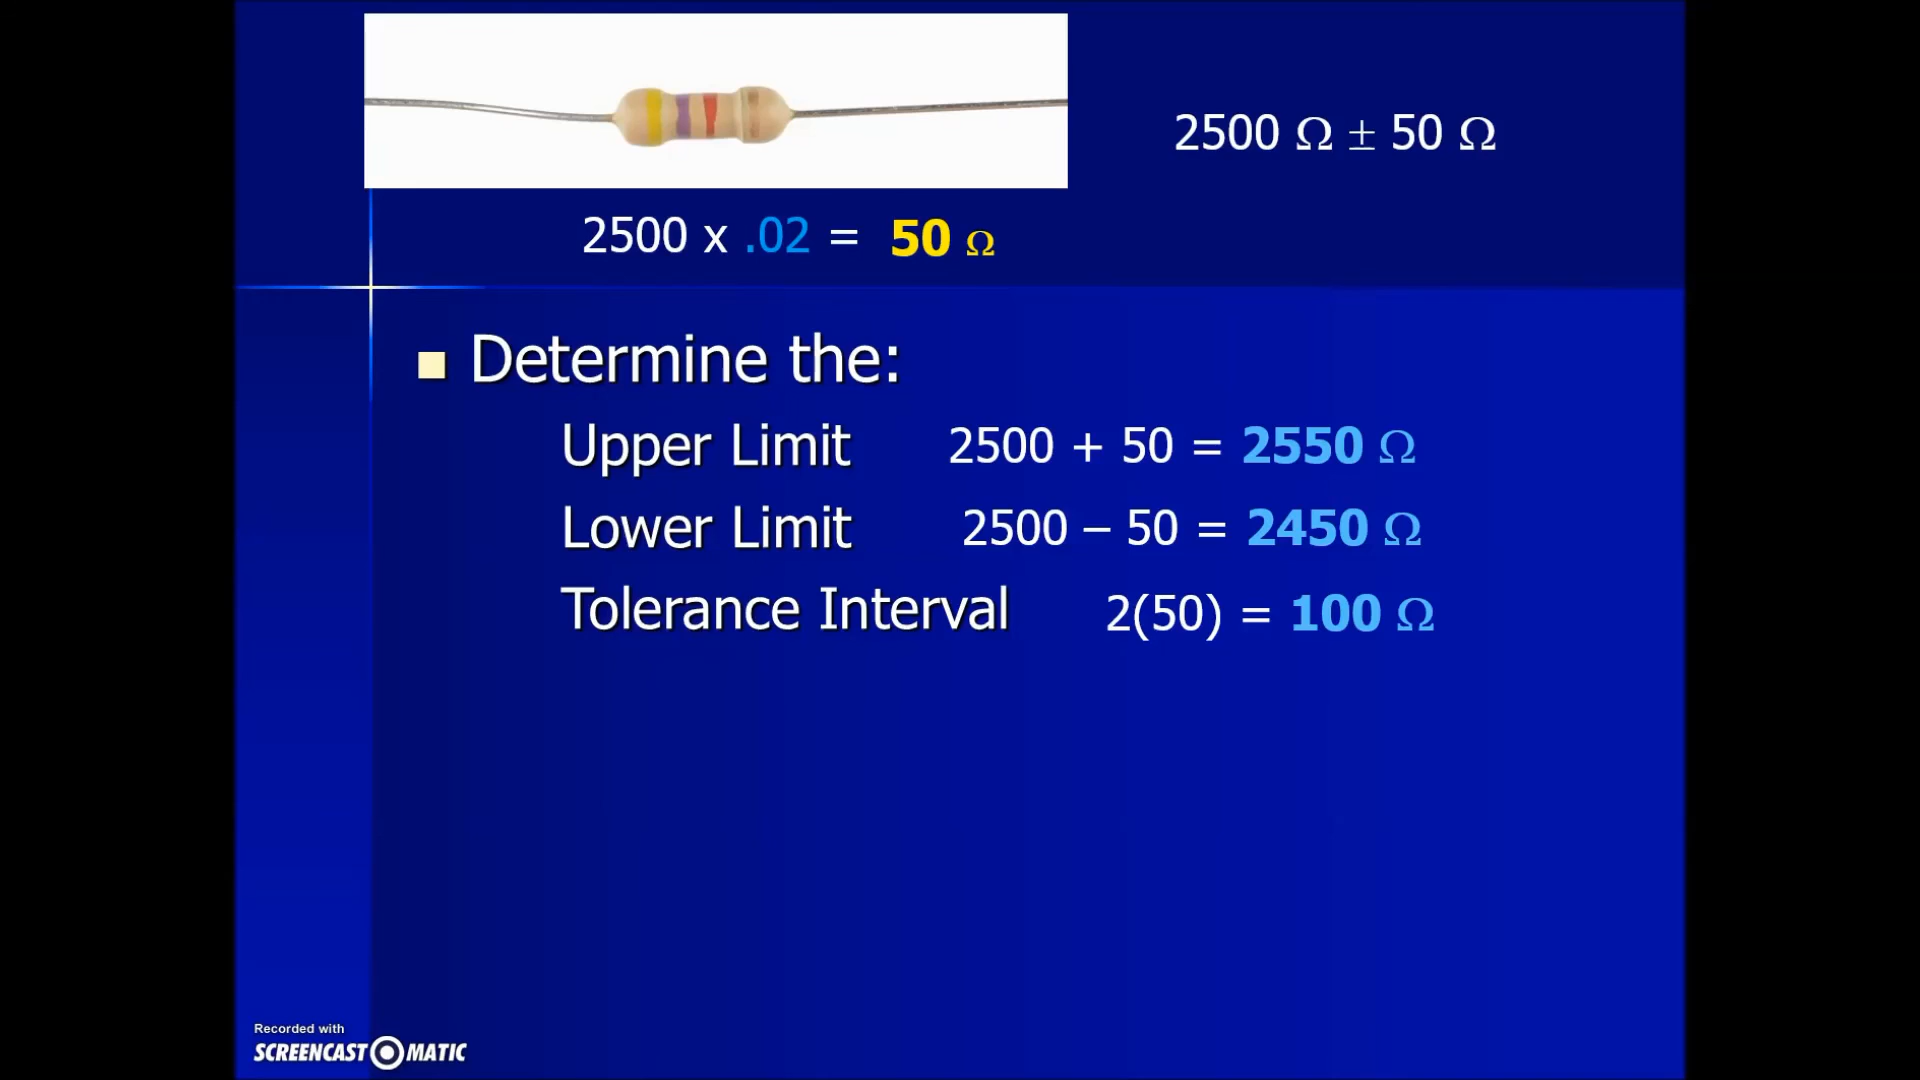 2500 Ω ± 50 Ω
2500 x .02 = 50 Ω
Determine the:
Upper Limit 2500 + 50 = 2550 Ω
Lower Limit 2500 – 50 = 2450 Ω
Tolerance Interval 2(50) = 100 Ω
Recorded with
SCREENCAST MATIC